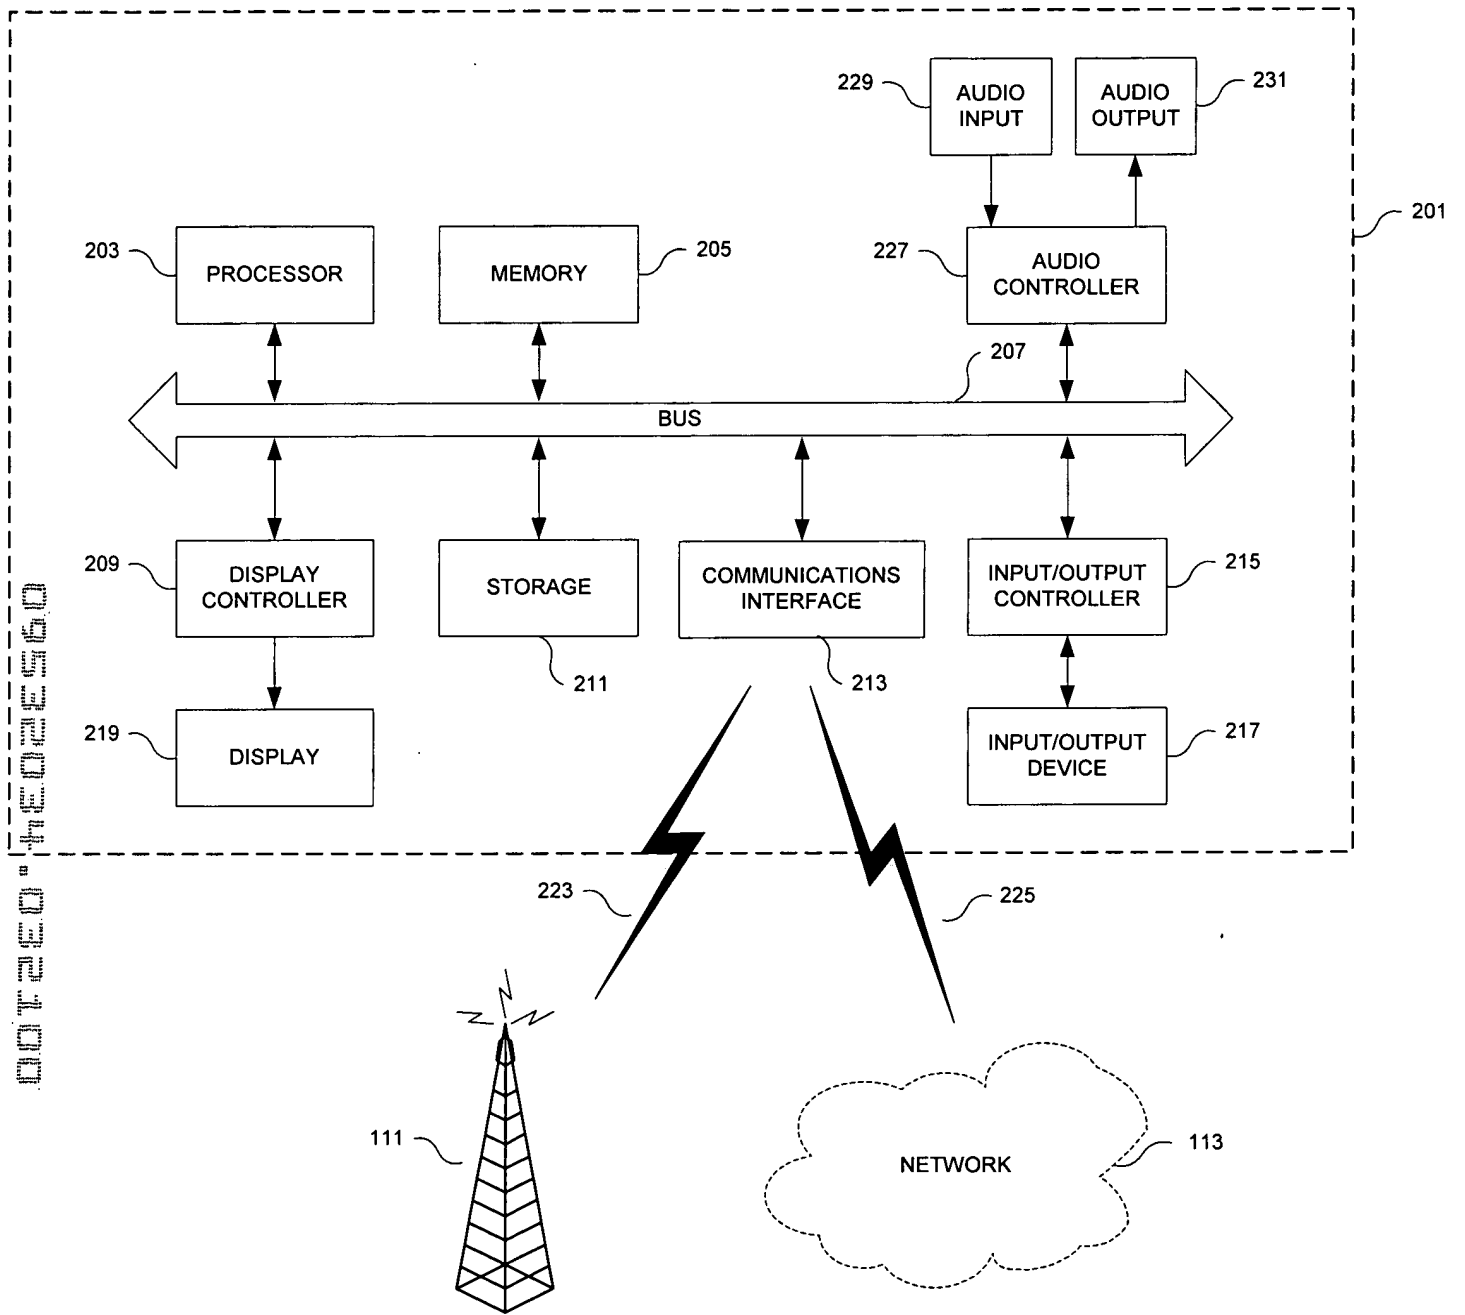 229
AUDIO
INPUT
AUDIO
OUTPUT
231
201
203
PROCESSOR
MEMORY
205
227
AUDIO
CONTROLLER
207
BUS
209
DISPLAY
CONTROLLER
STORAGE
211
COMMUNICATIONS
INTERFACE
213
INPUT/OUTPUT
CONTROLLER
215
219
DISPLAY
INPUT/OUTPUT
DEVICE
217
223
225
111
NETWORK
113
09532034.032100